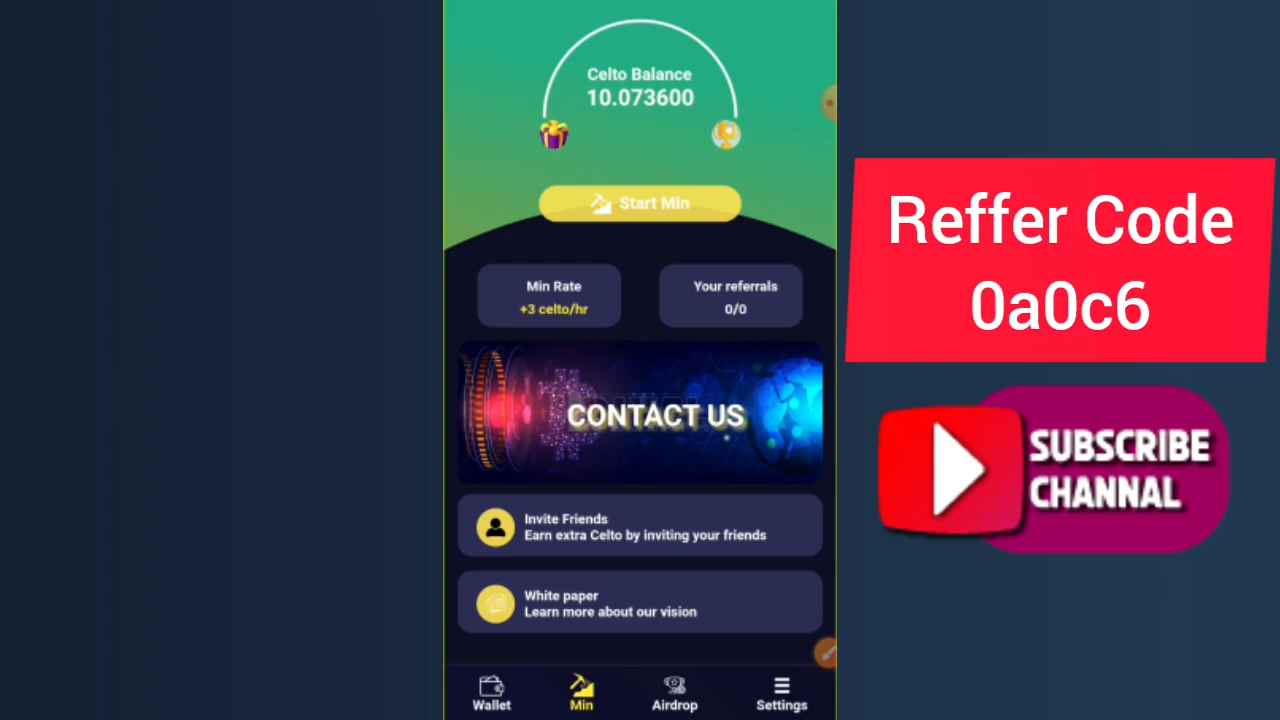 Celto Balance
10.073600
Start Min
Min Rate
+3 celto/hr
Your referrals
0/0
CONTACT US
Invite Friends
Earn extra Celto by inviting your friends
White paper
Learn more about our vision
Wallet
Min
Airdrop
Settings
Reffer Code
0a0c6
SUBSCRIBE
CHANNAL